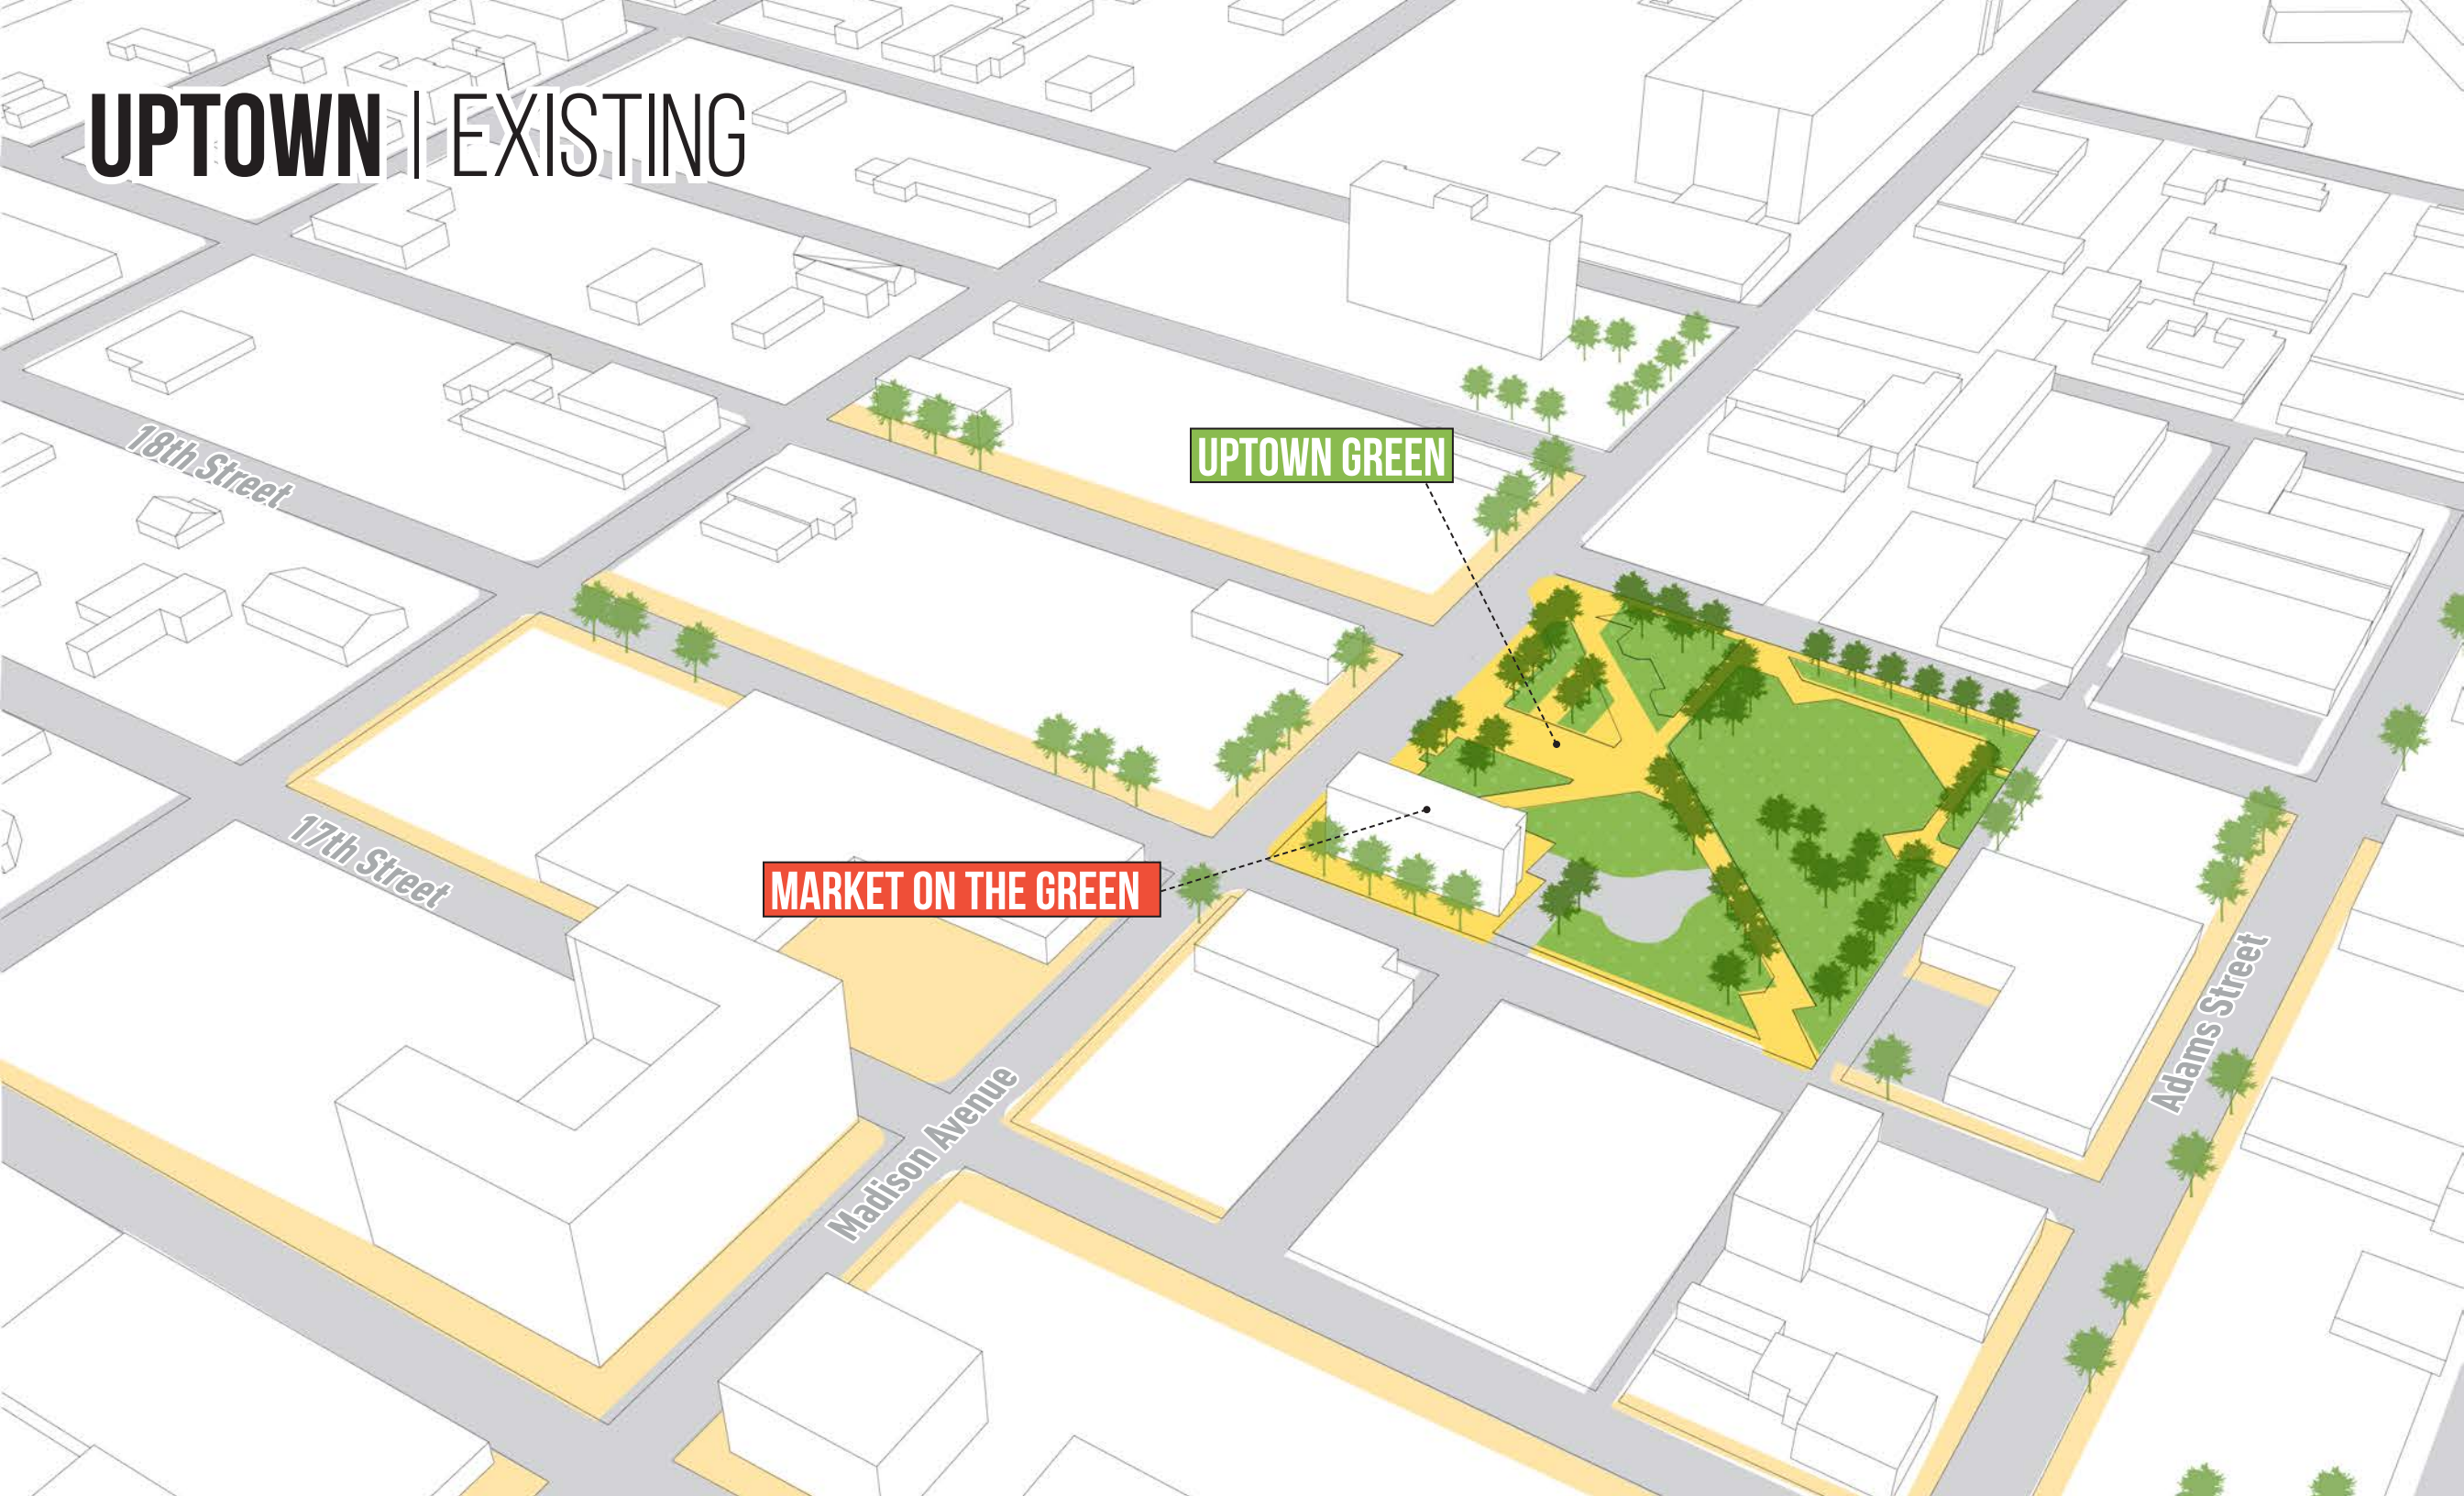 UPTOWN | EXISTING
18th Street
UPTOWN GREEN
17th Street
MARKET ON THE GREEN
Madison Avenue
Adams Street